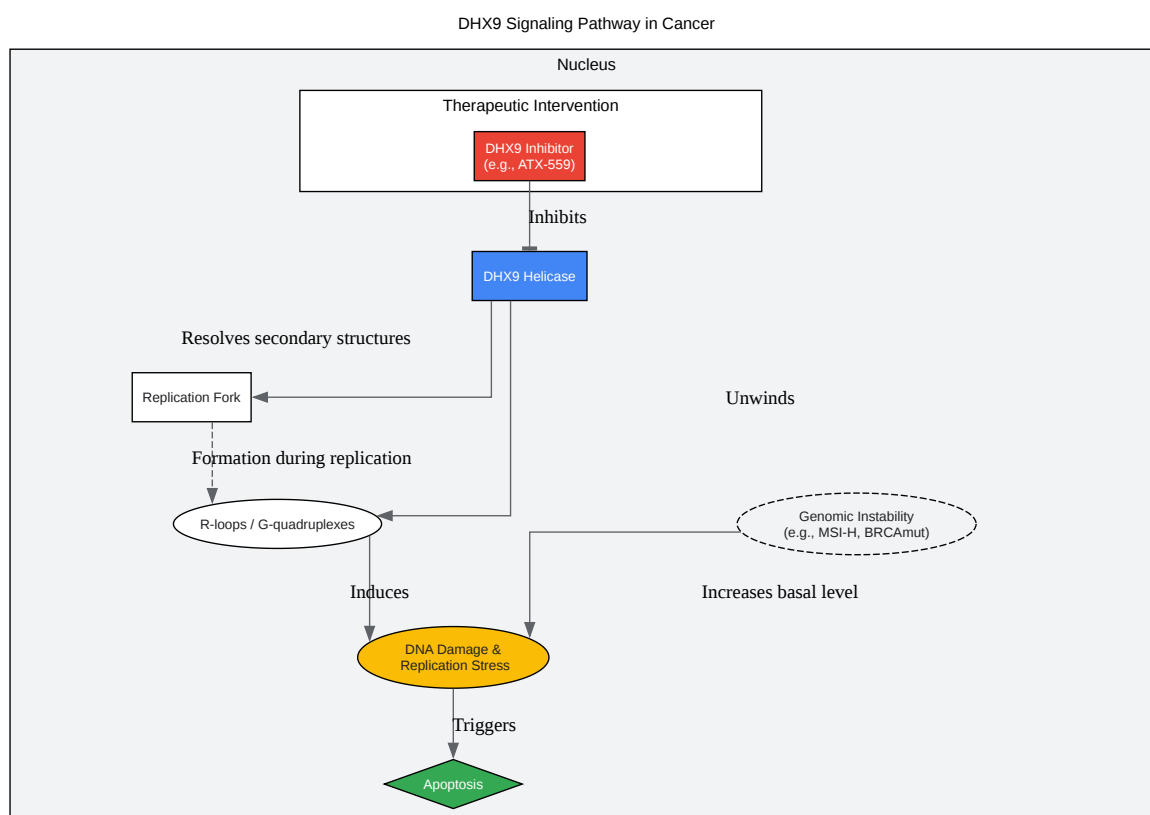 DHX9 Signaling Pathway in Cancer
Nucleus
Therapeutic Intervention
DHX9 Inhibitor
(e.g., ATX-559)
Inhibits
DHX9 Helicase
Resolves secondary structures
Replication Fork
Unwinds
Formation during replication
R-loops / G-quadruplexes
Genomic Instability
(e.g., MSI-H, BRCAmut)
Induces
Increases basal level
DNA Damage &
Replication Stress
Triggers
Apoptosis